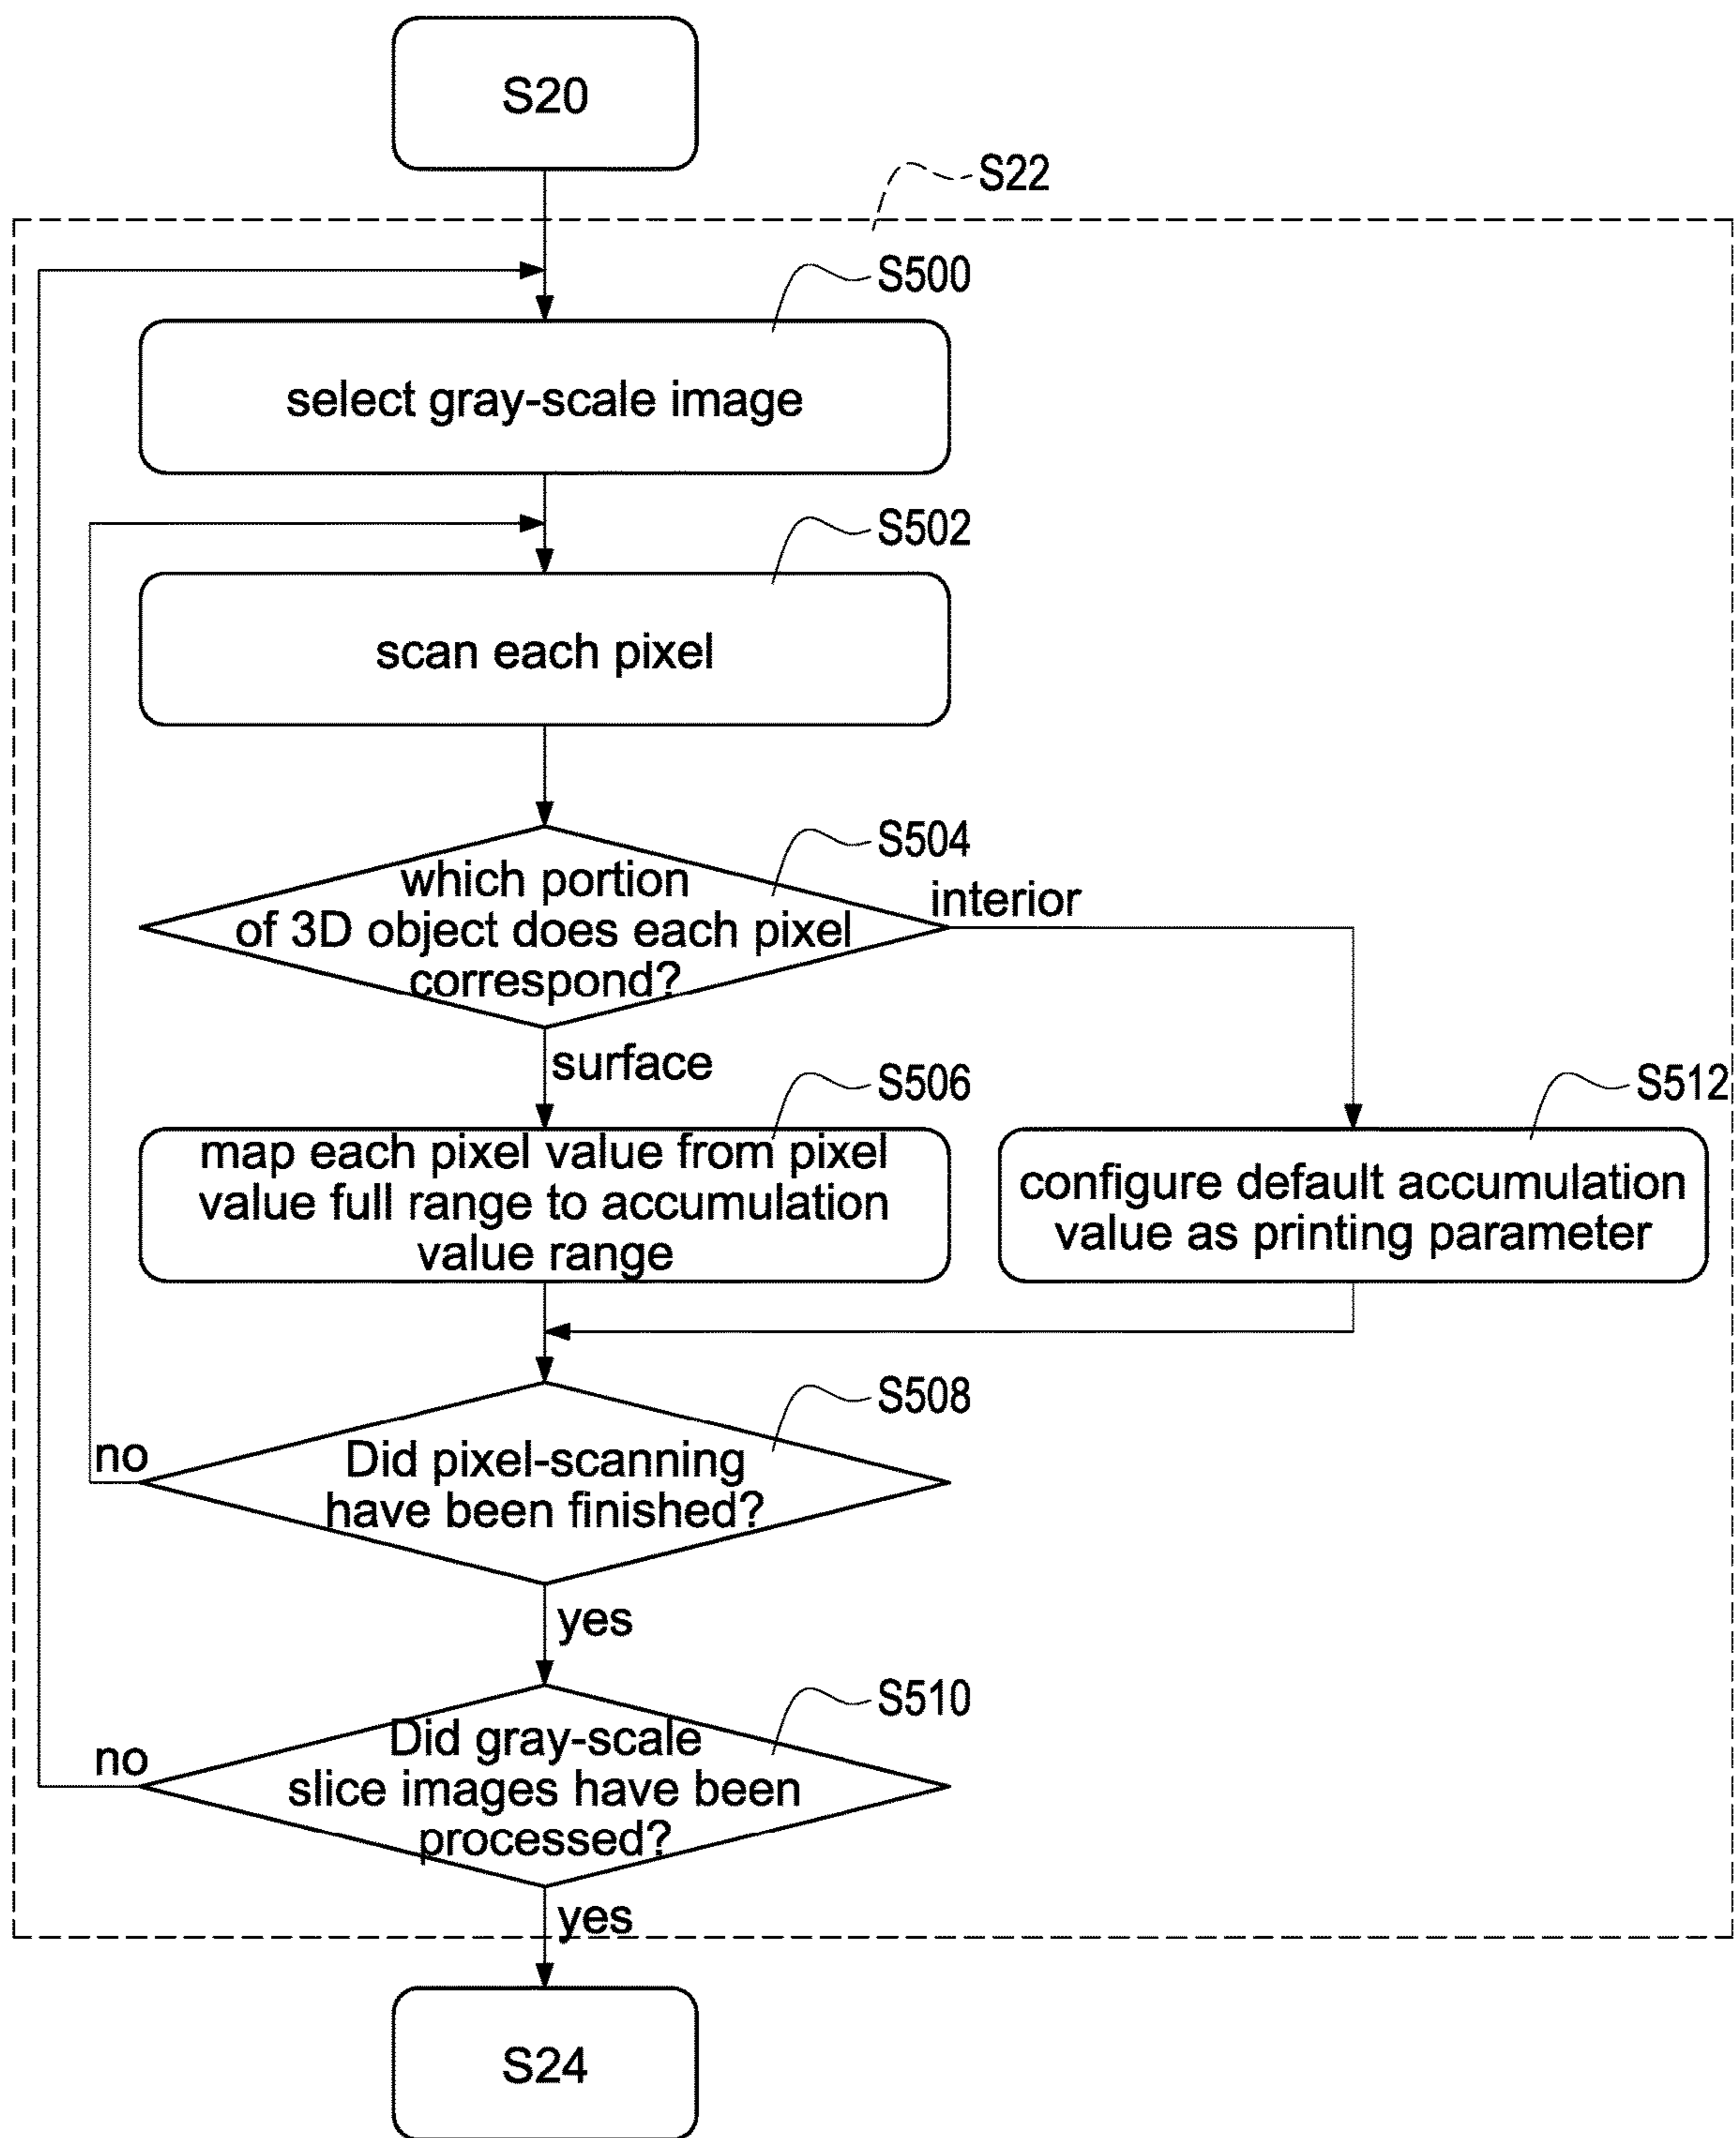 S20
S22
S500
select gray-scale image
S502
scan each pixel
S504
which portion
of 3D object does each pixel
correspond?
interior
surface
S506
map each pixel value from pixel
value full range to accumulation
value range
S512
configure default accumulation
value as printing parameter
S508
Did pixel-scanning
have been finished?
no
yes
S510
Did gray-scale
slice images have been
processed?
no
yes
S24